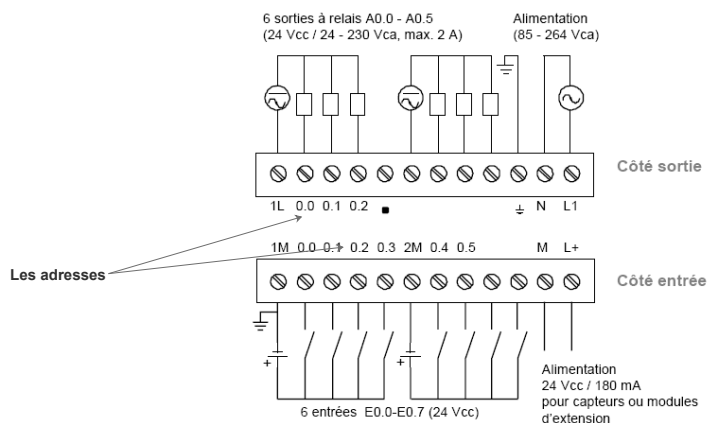 6 sorties à relais A0.0 - A0.5
(24 Vcc / 24 - 230 Vca, max. 2 A)
Alimentation
(85 - 264 Vca)
Côté sortie
1L 0.0 0.1 0.2 N L1
1M 0.0 0.1 0.2 0.3 2M 0.4 0.5 M L+
Les adresses
Côté entrée
+ +
Alimentation
24 Vcc / 180 mA
pour capteurs ou modules
d'extension
6 entrées E0.0-E0.7 (24 Vcc)